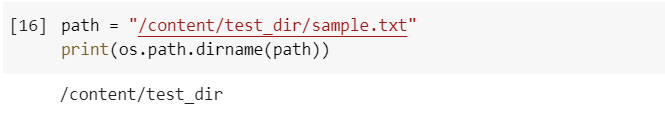 [16] path = "/content/test_dir/sample.txt"
print(os.path.dirname(path))
/content/test_dir